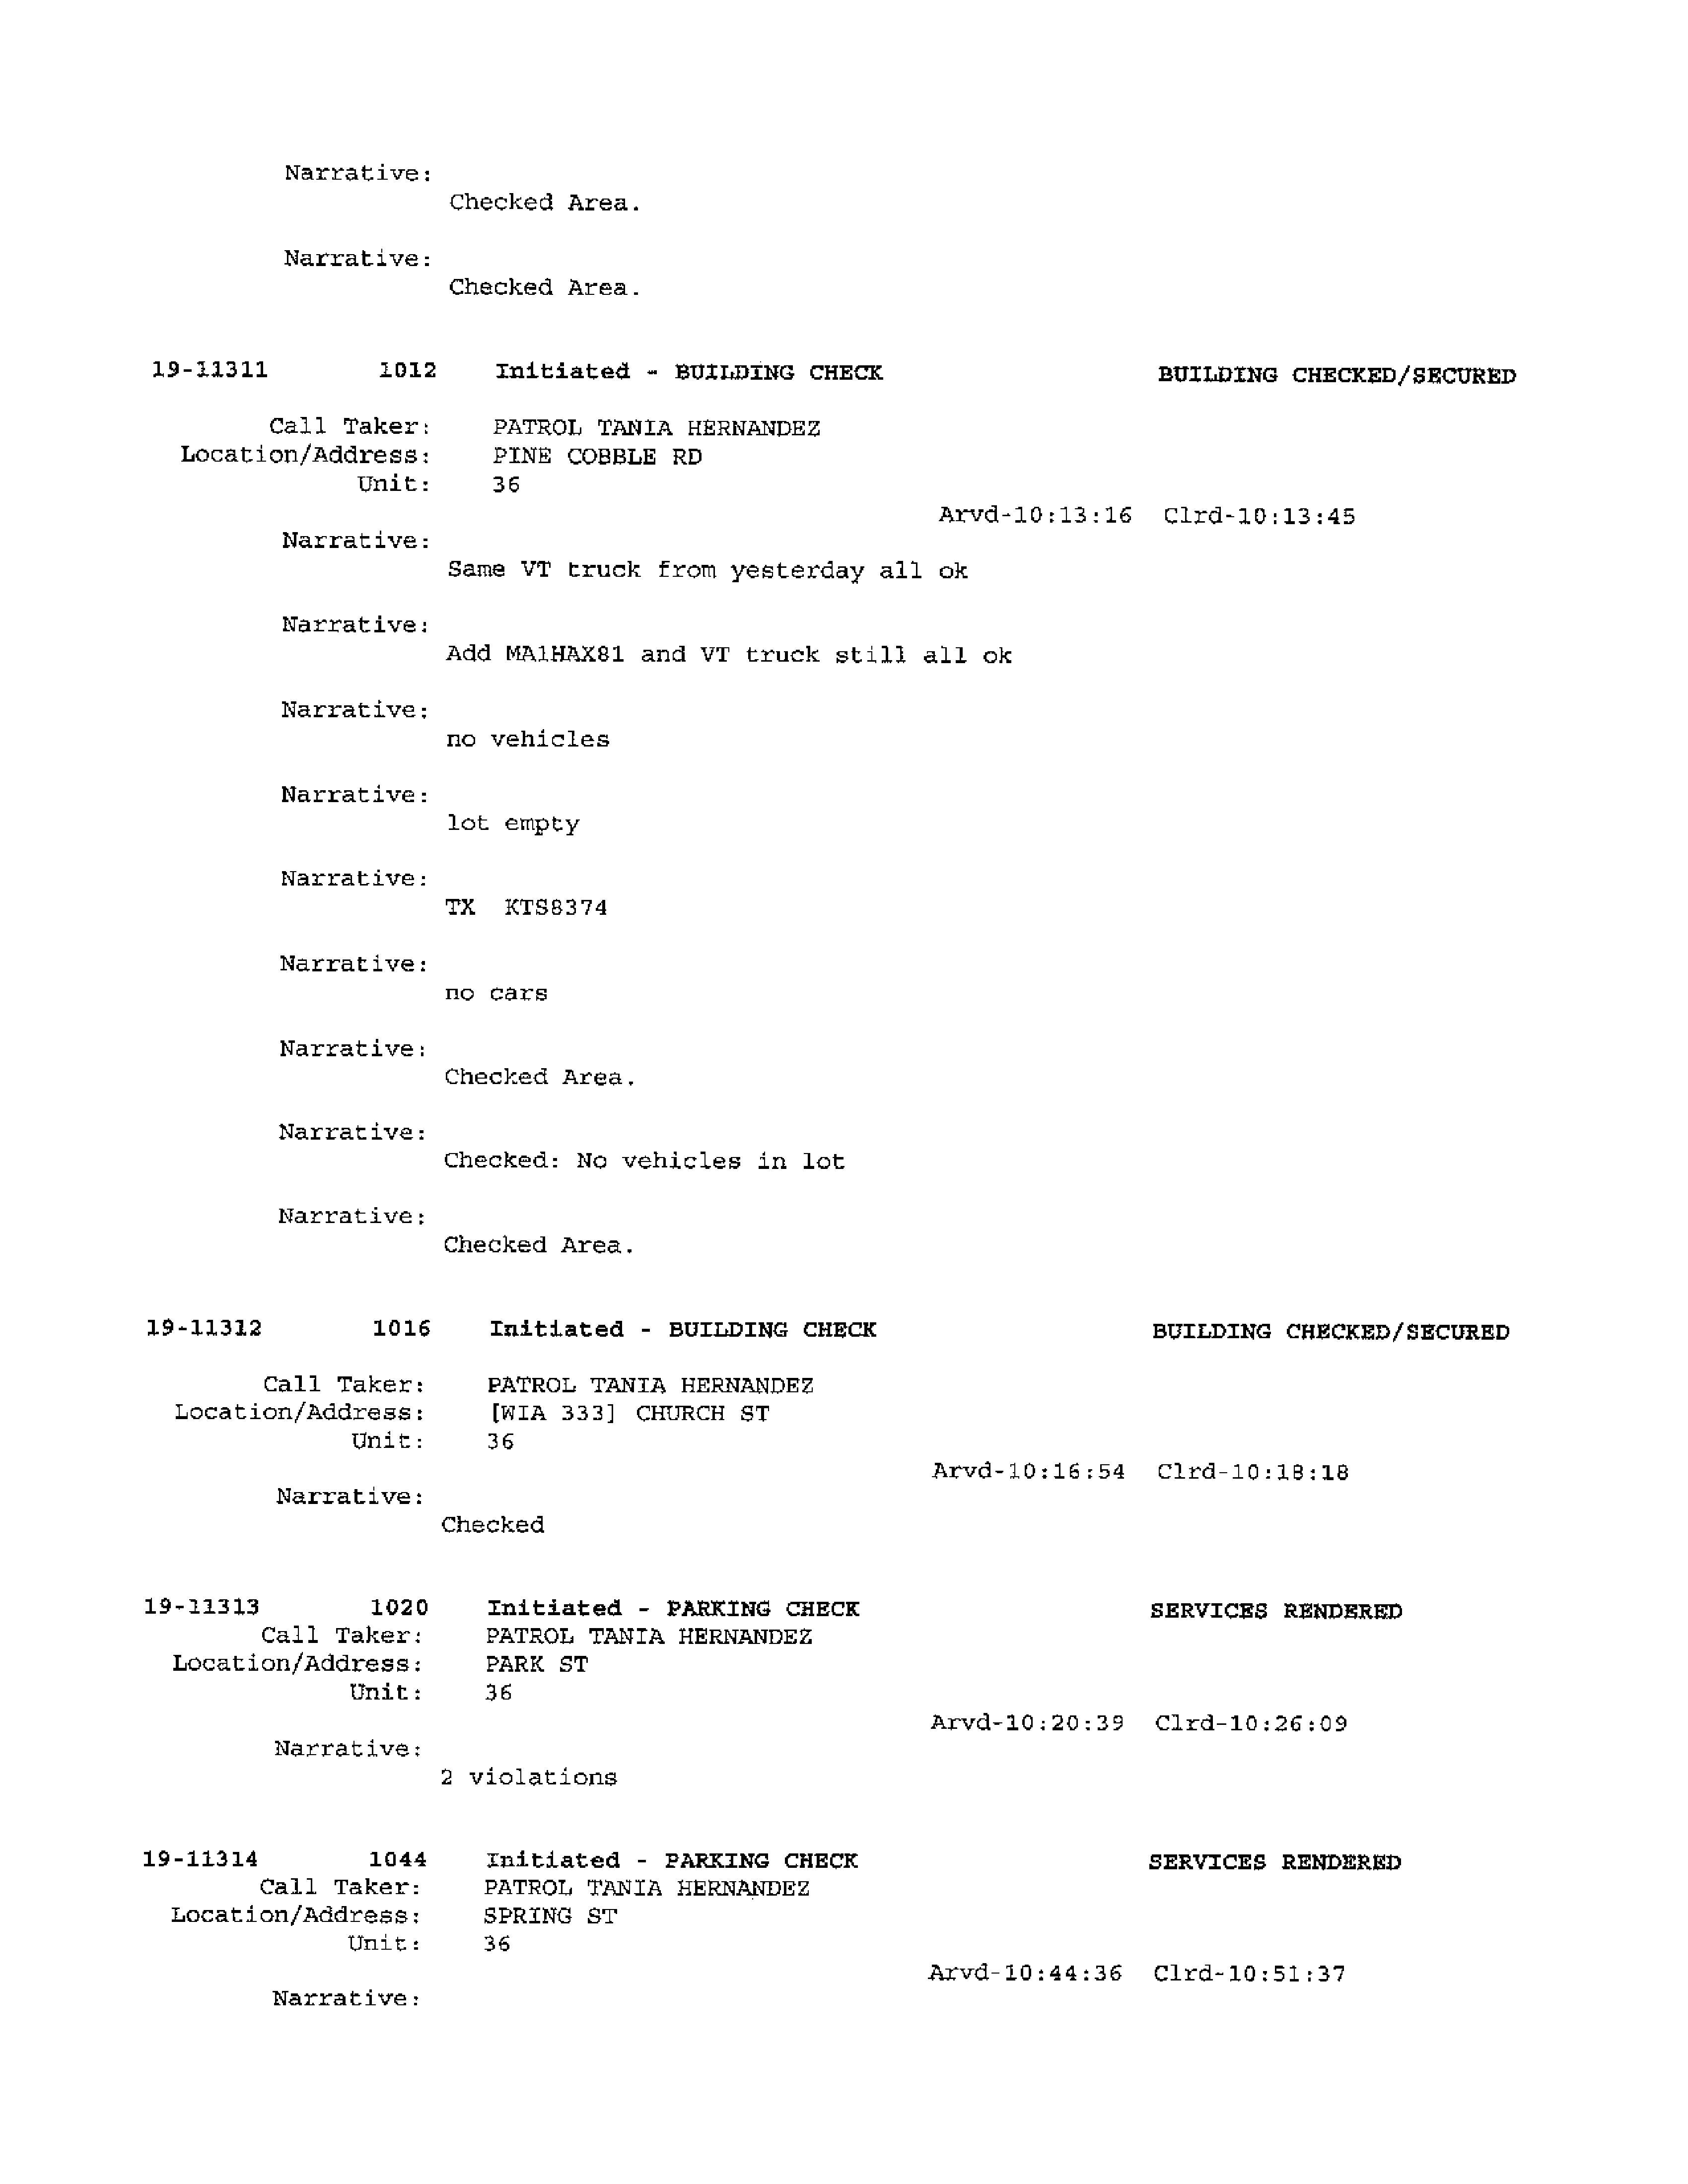 Narrative:
Checked Area.
Narrative:
Checked Area.
19-11311 1012 Initiated - BUILDING CHECK BUILDING CHECKED/SECURED
Call Taker: PATROL TANIA HERNANDEZ
Location/Address: PINE COBBLE RD
Unit: 36
Arvd-10:13:16 Clrd-10:13:45
Narrative:
Same VT truck from yesterday all ok
Narrative:
Add MA1HAX81 and VT truck still all ok
Narrative:
no vehicles
Narrative:
lot empty
Narrative:
TX KTS8374
Narrative:
no cars
Narrative:
Checked Area.
Narrative:
Checked: No vehicles in lot
Narrative:
Checked Area.
19-11312 1016 Initiated - BUILDING CHECK BUILDING CHECKED/SECURED
Call Taker: PATROL TANIA HERNANDEZ
Location/Address: [WIA 333] CHURCH ST
Unit: 36
Arvd-10:16:54 Clrd-10:18:18
Narrative:
Checked
19-11313 1020 Initiated - PARKING CHECK SERVICES RENDERED
Call Taker: PATROL TANIA HERNANDEZ
Location/Address: PARK ST
Unit: 36
Arvd-10:20:39 Clrd-10:26:09
Narrative:
2 violations
19-11314 1044 Initiated - PARKING CHECK SERVICES RENDERED
Call Taker: PATROL TANIA HERNANDEZ
Location/Address: SPRING ST
Unit: 36
Arvd-10:44:36 Clrd-10:51:37
Narrative: